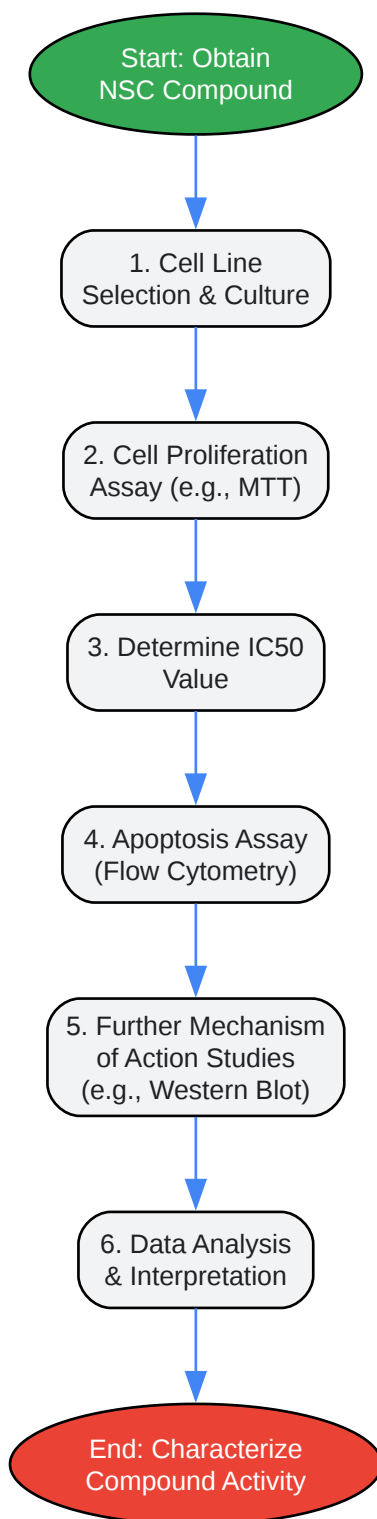 Start: Obtain
NSC Compound
1. Cell Line
Selection & Culture
2. Cell Proliferation
Assay (e.g., MTT)
3. Determine IC50
Value
4. Apoptosis Assay
(Flow Cytometry)
5. Further Mechanism
of Action Studies
(e.g., Western Blot)
6. Data Analysis
& Interpretation
End: Characterize
Compound Activity